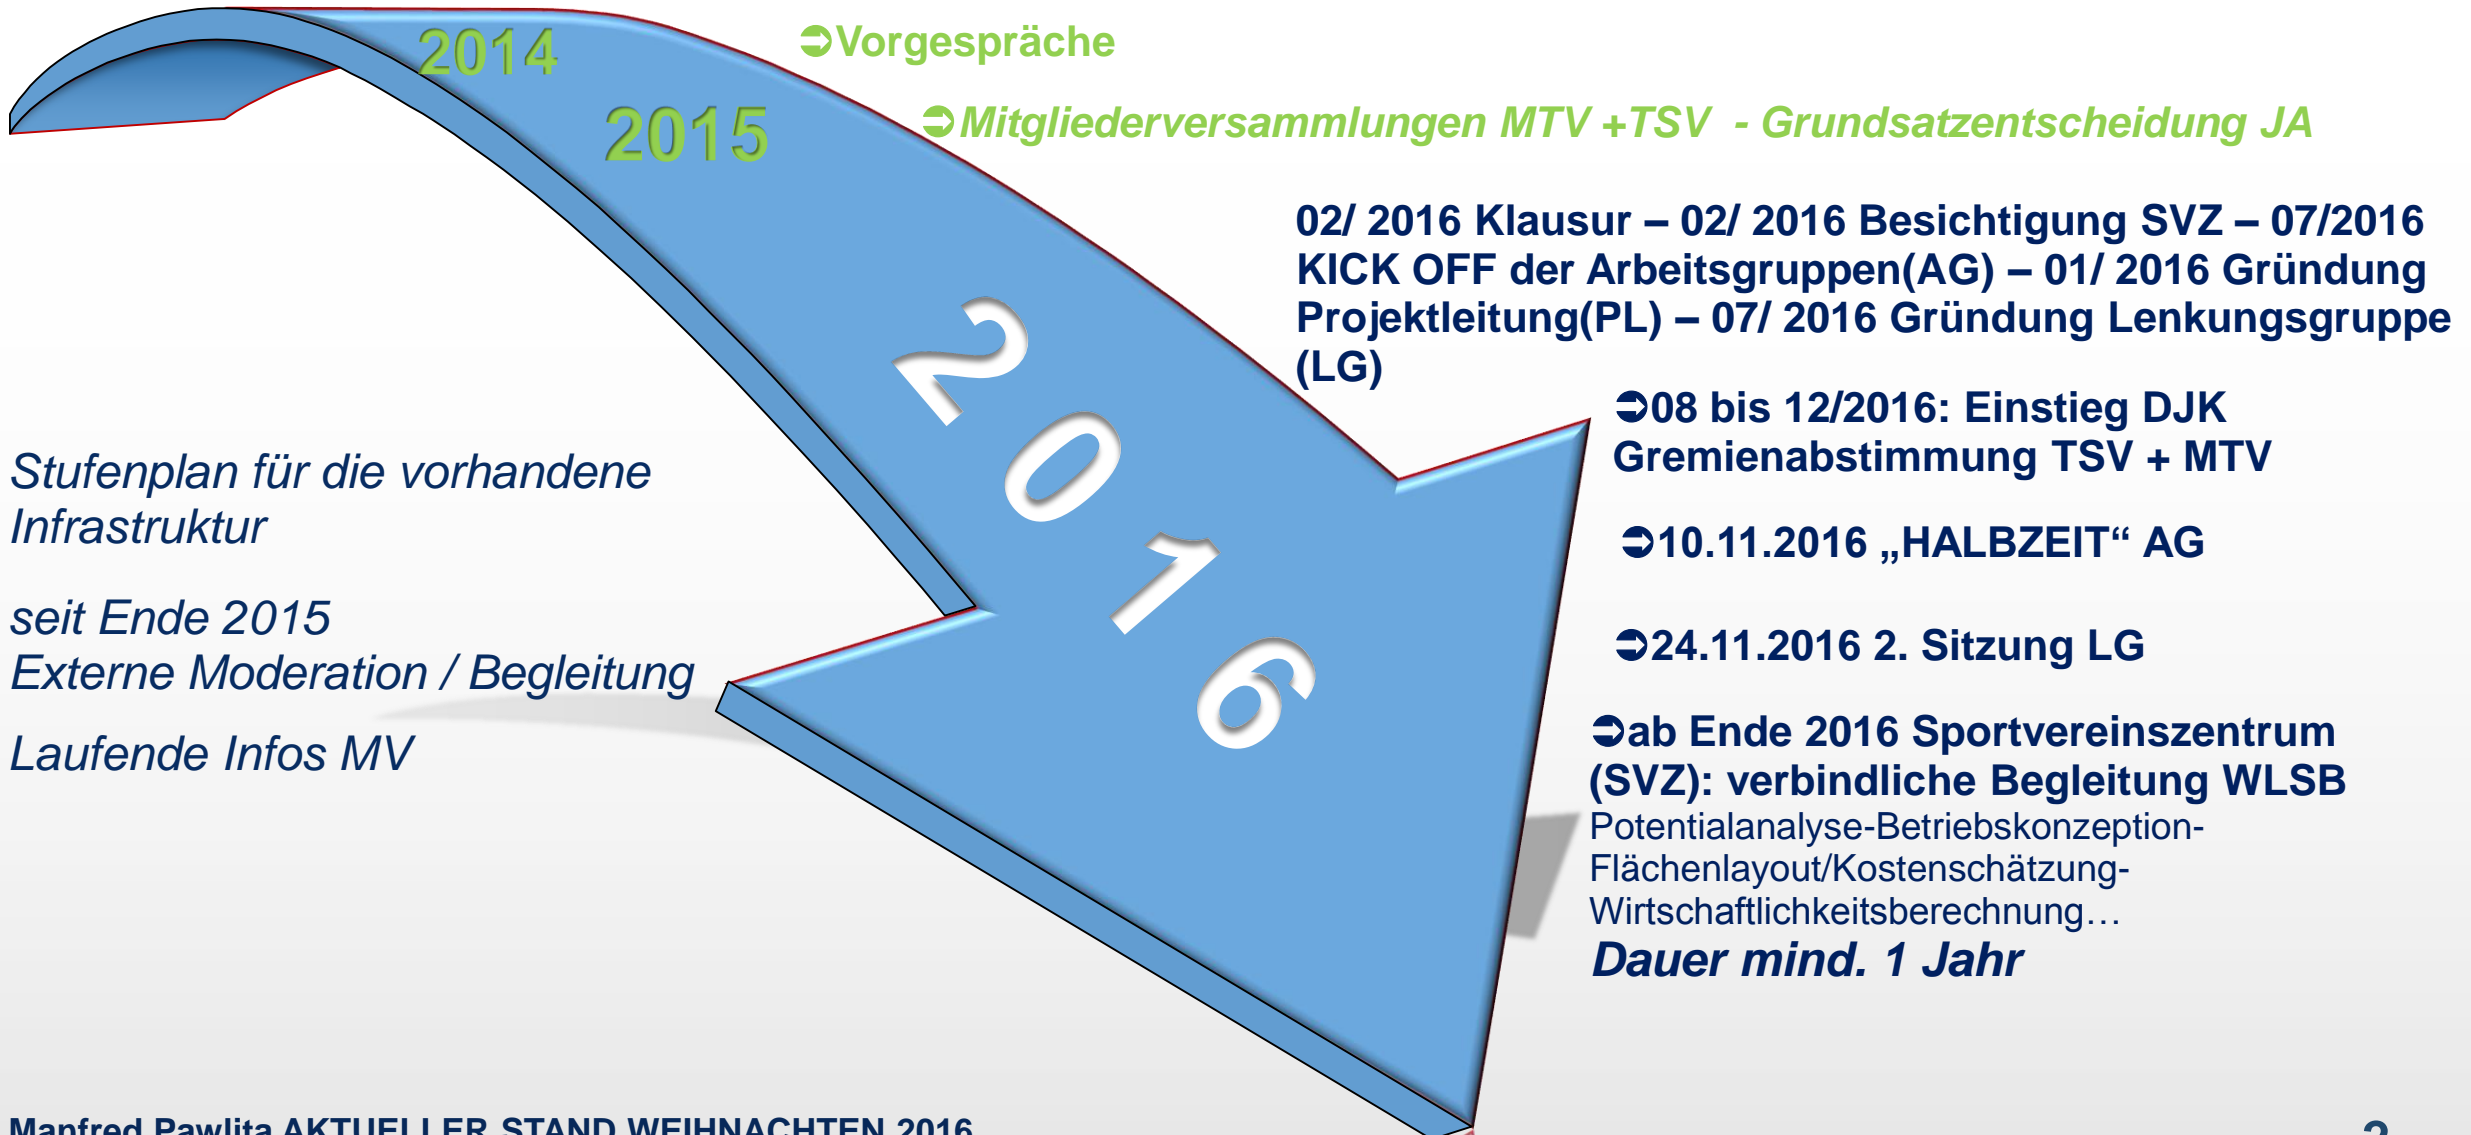 2014
➲Vorgespräche
2015
➲Mitgliederversammlungen MTV +TSV - Grundsatzentscheidung JA
02/ 2016 Klausur – 02/ 2016 Besichtigung SVZ – 07/2016
KICK OFF der Arbeitsgruppen(AG) – 01/ 2016 Gründung
Projektleitung(PL) – 07/ 2016 Gründung Lenkungsgruppe
(LG)
2016
➲08 bis 12/2016: Einstieg DJK
Gremienabstimmung TSV + MTV
➲10.11.2016 „HALBZEIT“ AG
➲24.11.2016 2. Sitzung LG
➲ab Ende 2016 Sportvereinszentrum
(SVZ): verbindliche Begleitung WLSB
Potentialanalyse-Betriebskonzeption-
Flächenlayout/Kostenschätzung-
Wirtschaftlichkeitsberechnung…
Dauer mind. 1 Jahr
Stufenplan für die vorhandene
Infrastruktur
seit Ende 2015
Externe Moderation / Begleitung
Laufende Infos MV
Manfred Pawlita AKTUELLER STAND WEIHNACHTEN 2016